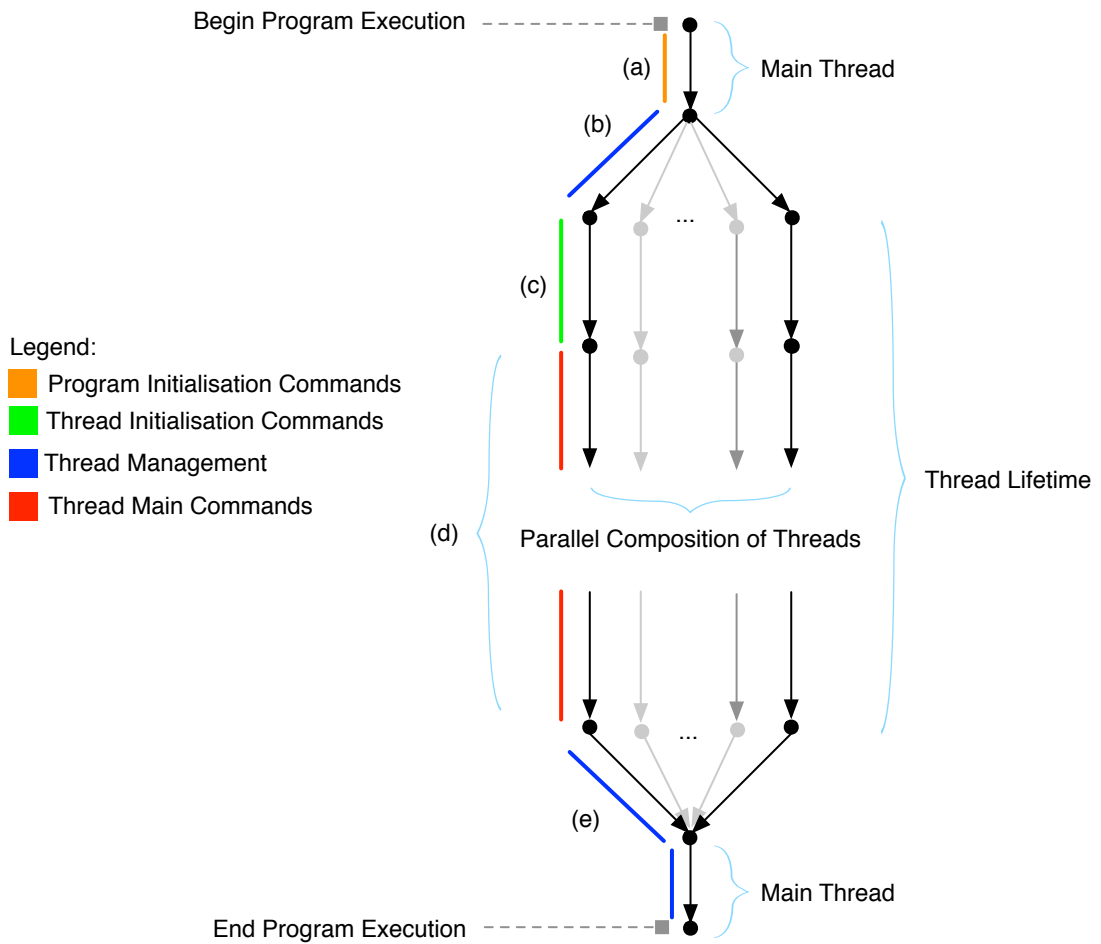 Begin Program Execution
(a)
Main Thread
(b)
...
(c)
Legend:
Program Initialisation Commands
Thread Initialisation Commands
Thread Management
Thread Main Commands
Thread Lifetime
(d)
Parallel Composition of Threads
...
(e)
Main Thread
End Program Execution